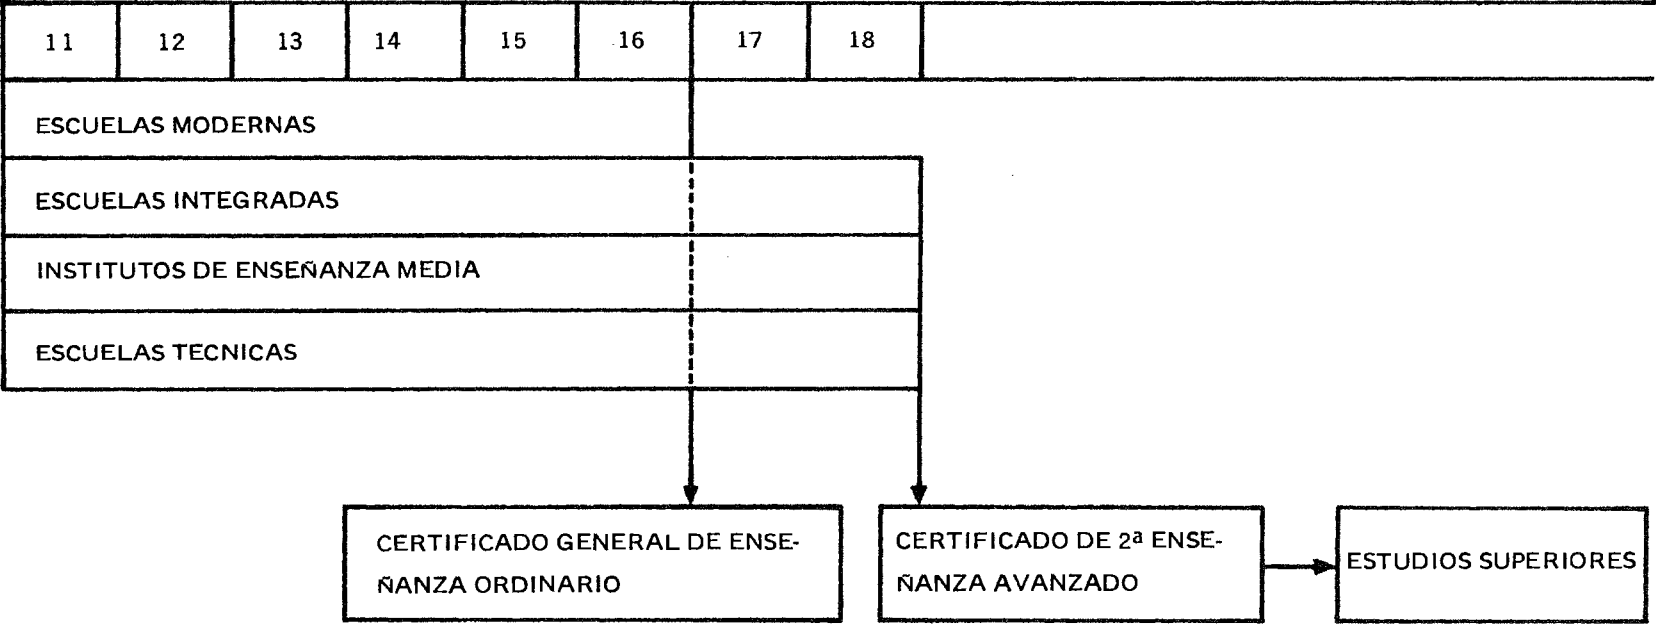 11 12 13 14 15 16 17 18
ESCUELAS MODERNAS
ESCUELAS INTEGRADAS
INSTITUTOS DE ENSEÑANZA MEDIA
ESCUELAS TECNICAS
CERTIFICADO GENERAL DE ENSE-
ÑANZA ORDINARIO
CERTIFICADO DE 2ª ENSE-
ÑANZA AVANZADO
ESTUDIOS SUPERIORES